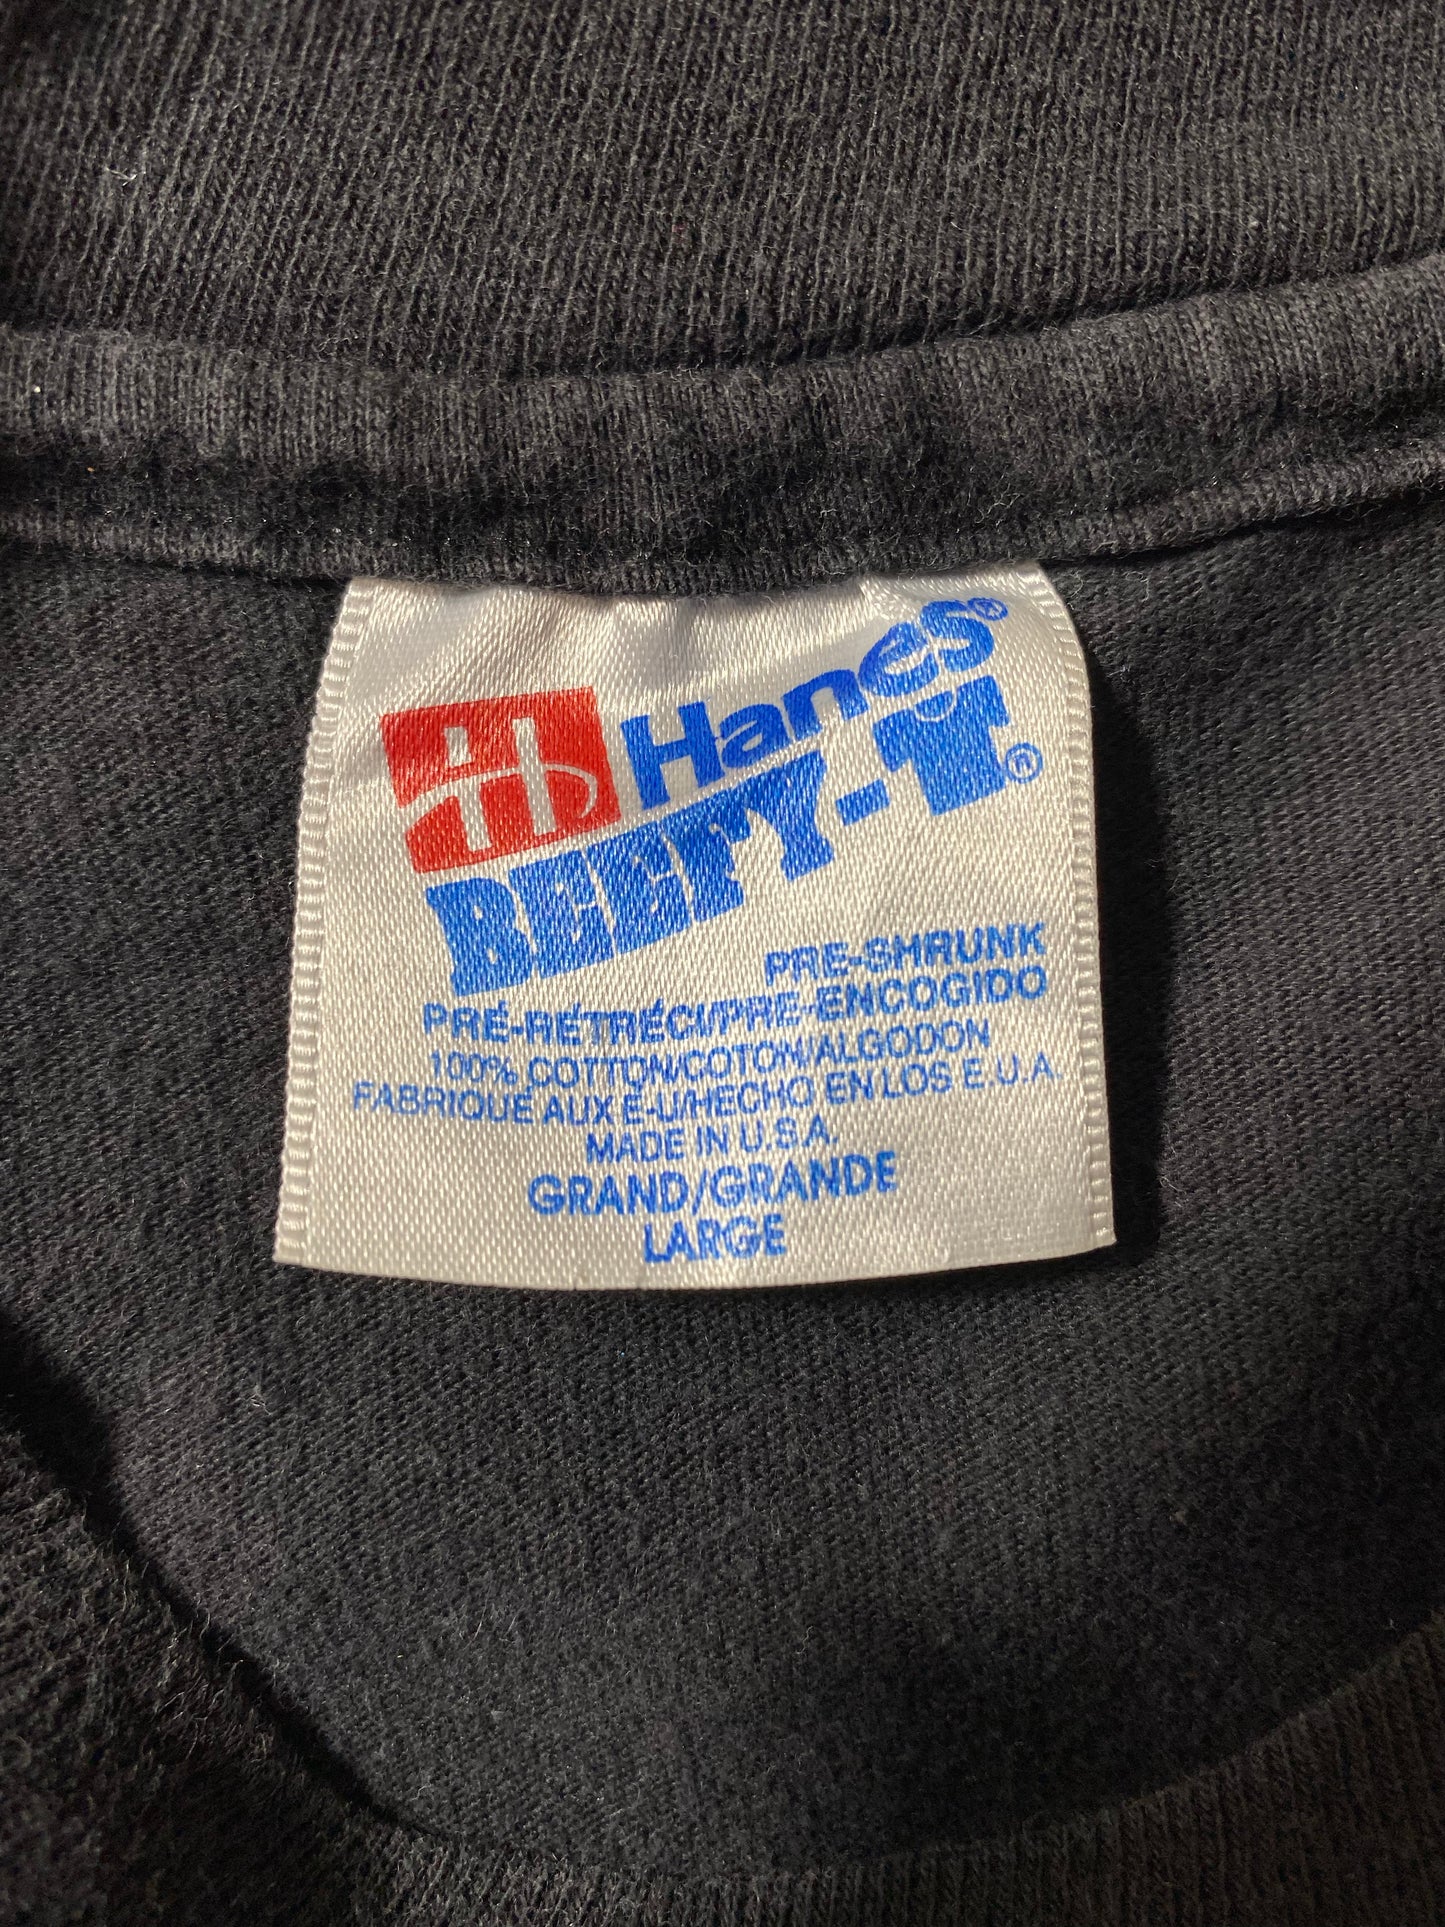 Hanes®
BEEFY-T®
PRE-SHRUNK
PRÉ-RÉTRÉCI/PRE-ENCOGIDO
100% COTTON/COTON/ALGODON
FABRIQUÉ AUX É-U/HECHO EN LOS E.U.A.
MADE IN U.S.A.
GRAND/GRANDE
LARGE